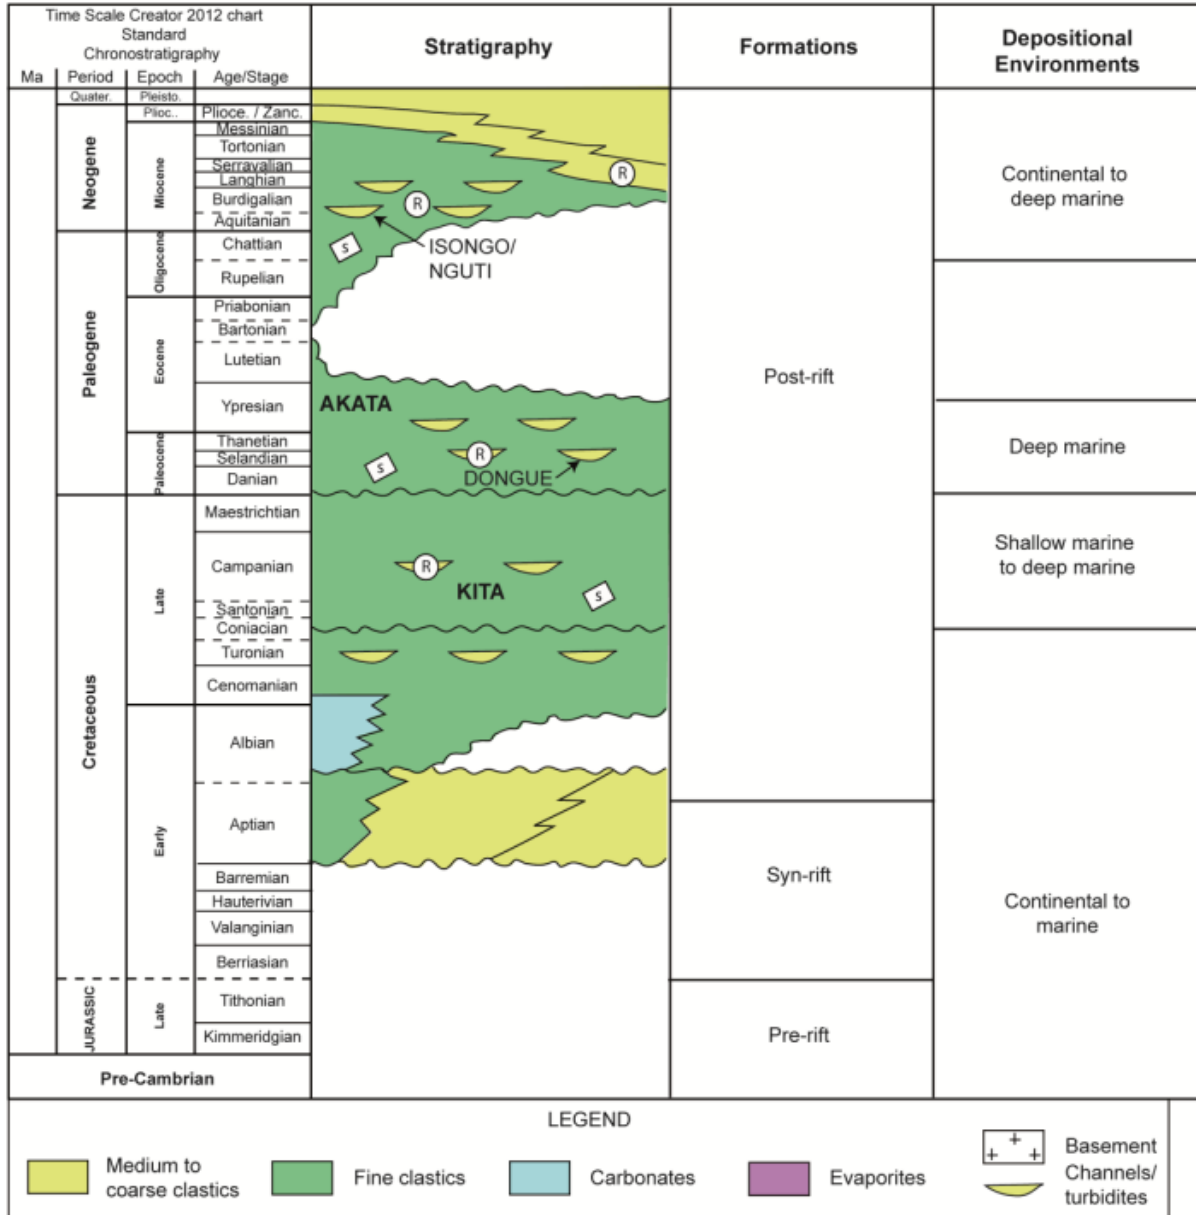 Time Scale Creator 2012 chart
Standard
Chronostratigraphy
Ma
Period
Epoch
Age/Stage
Stratigraphy
Formations
Depositional
Environments
Quater.
Pleisto.
Plioc..
Plioce. / Zanc.
Neogene
Miocene
Messinian
Tortonian
Serravalian
Langhian
Burdigalian
Aquitanian
Paleogene
Oligocene
Chattian
Rupelian
Eocene
Priabonian
Bartonian
Lutetian
Ypresian
Paleocene
Thanetian
Selandian
Danian
Cretaceous
Late
Maestrichtian
Campanian
Santonian
Coniacian
Turonian
Cenomanian
Early
Albian
Aptian
Barremian
Hauterivian
Valanginian
Berriasian
JURASSIC
Late
Tithonian
Kimmeridgian
Pre-Cambrian
R
R
ISONGO/
NGUTI
S
AKATA
R
S
DONGUE
R
KITA
S
Post-rift
Syn-rift
Pre-rift
Continental to
deep marine
Deep marine
Shallow marine
to deep marine
Continental to
marine
LEGEND
Medium to
coarse clastics
Fine clastics
Carbonates
Evaporites
Basement
Channels/
turbidites